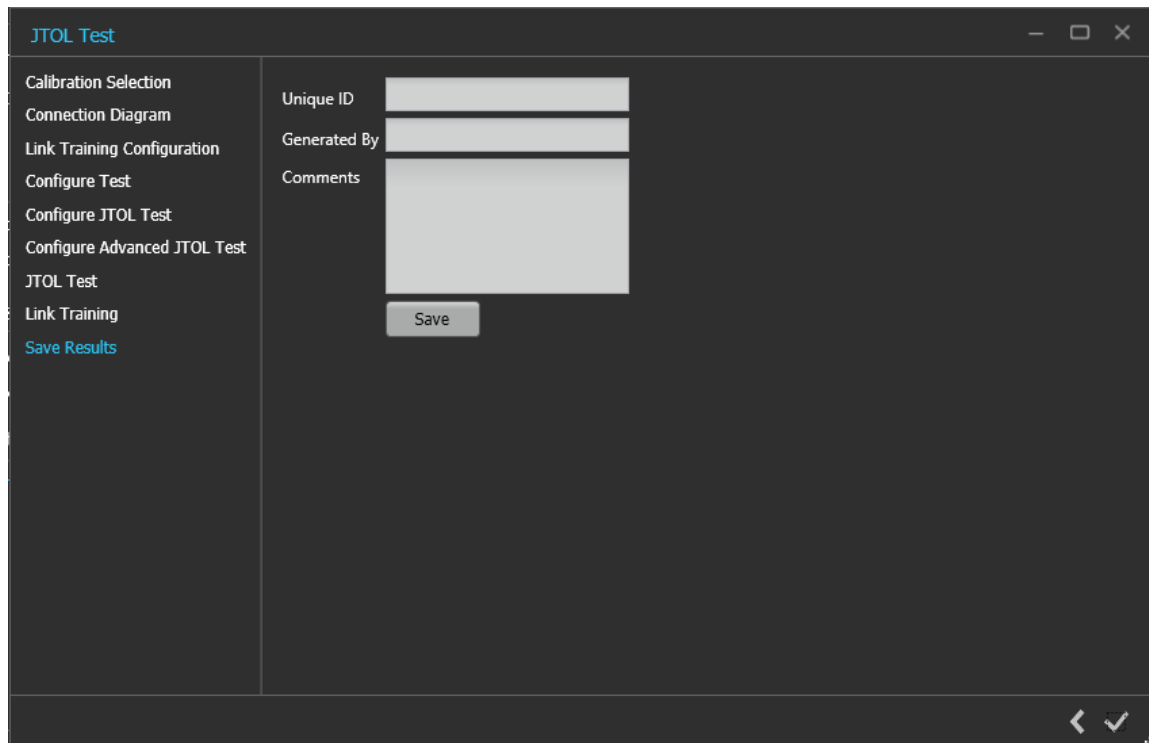 JTOL Test
Calibration Selection
Connection Diagram
Link Training Configuration
Configure Test
Configure JTOL Test
Configure Advanced JTOL Test
JTOL Test
Link Training
Save Results
Unique ID
Generated By
Comments
Save